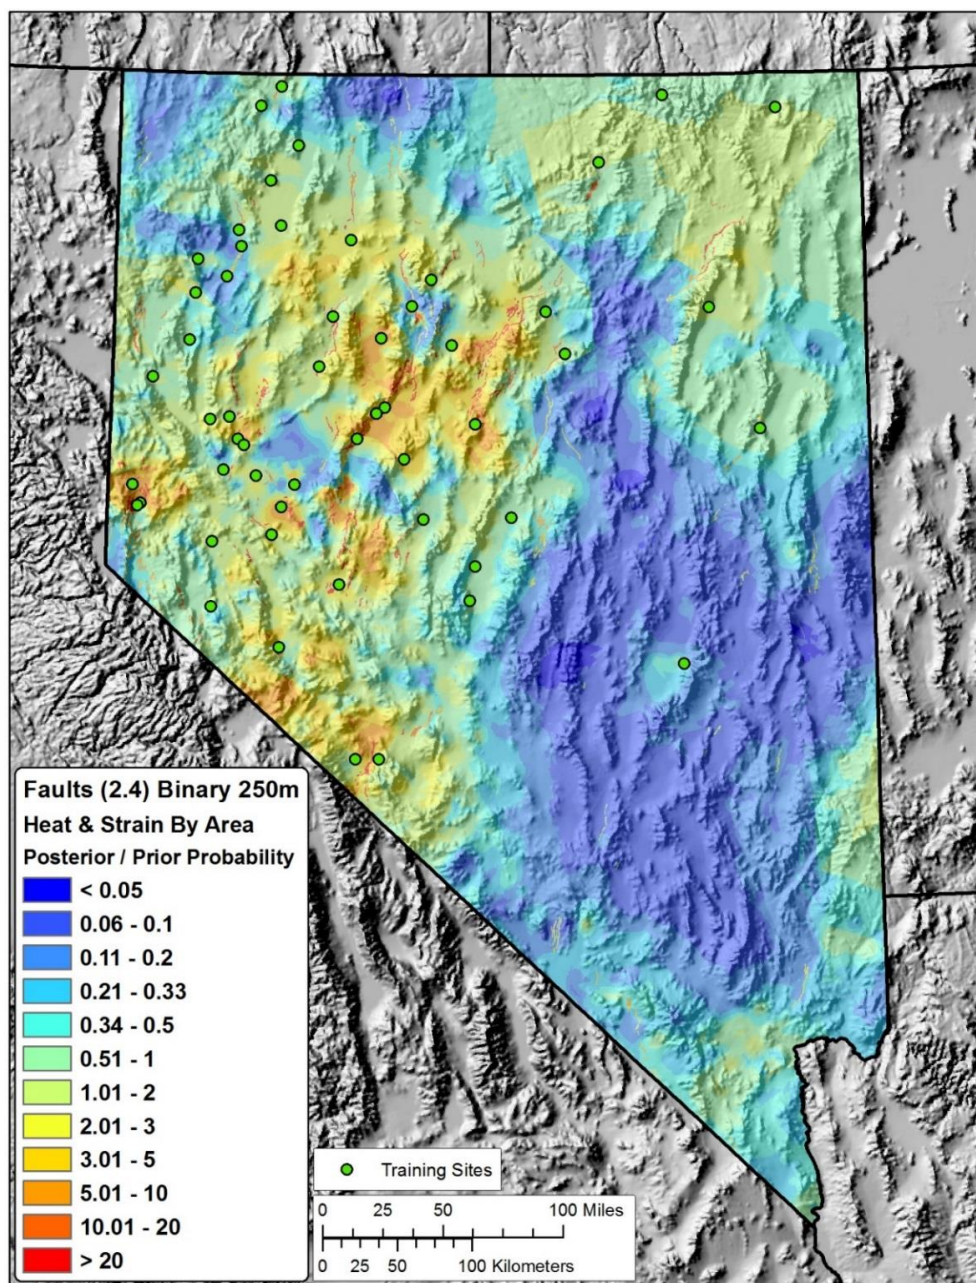 Faults (2.4) Binary 250m
Heat & Strain By Area
Posterior / Prior Probability
< 0.05
0.06 - 0.1
0.11 - 0.2
0.21 - 0.33
0.34 - 0.5
0.51 - 1
1.01 - 2
2.01 - 3
3.01 - 5
5.01 - 10
10.01 - 20
> 20
Training Sites
0 25 50 100 Miles
0 25 50 100 Kilometers